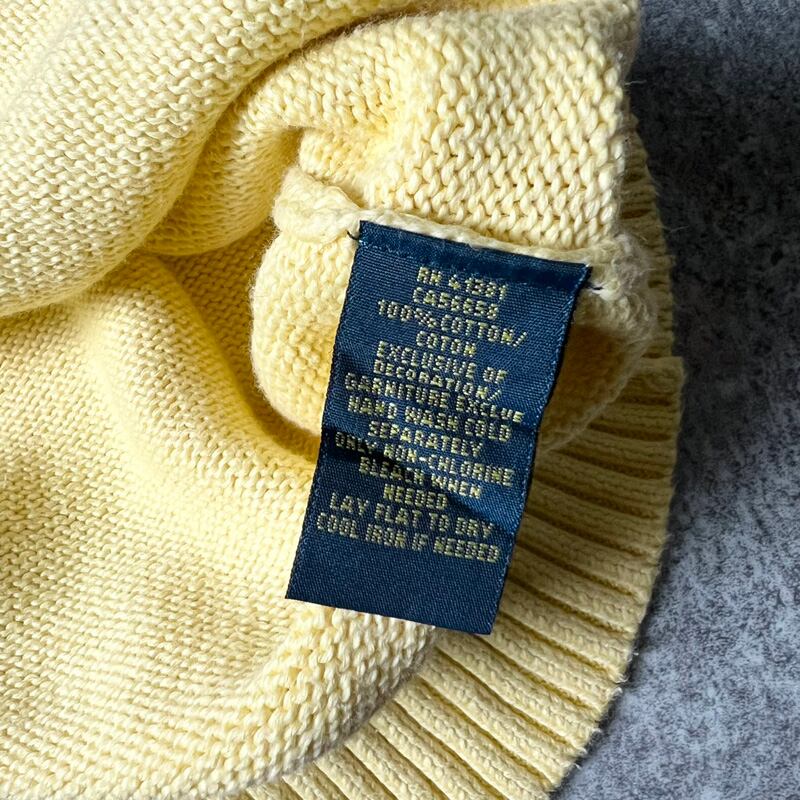 RN 41381
CA56858
100% COTTON/
COTON
EXCLUSIVE OF
DECORATION/
GARNITURE EXCLUE
HAND WASH COLD
SEPARATELY
ONLY NON-CHLORINE
BLEACH WHEN
NEEDED
LAY FLAT TO DRY
COOL IRON IF NEEDED